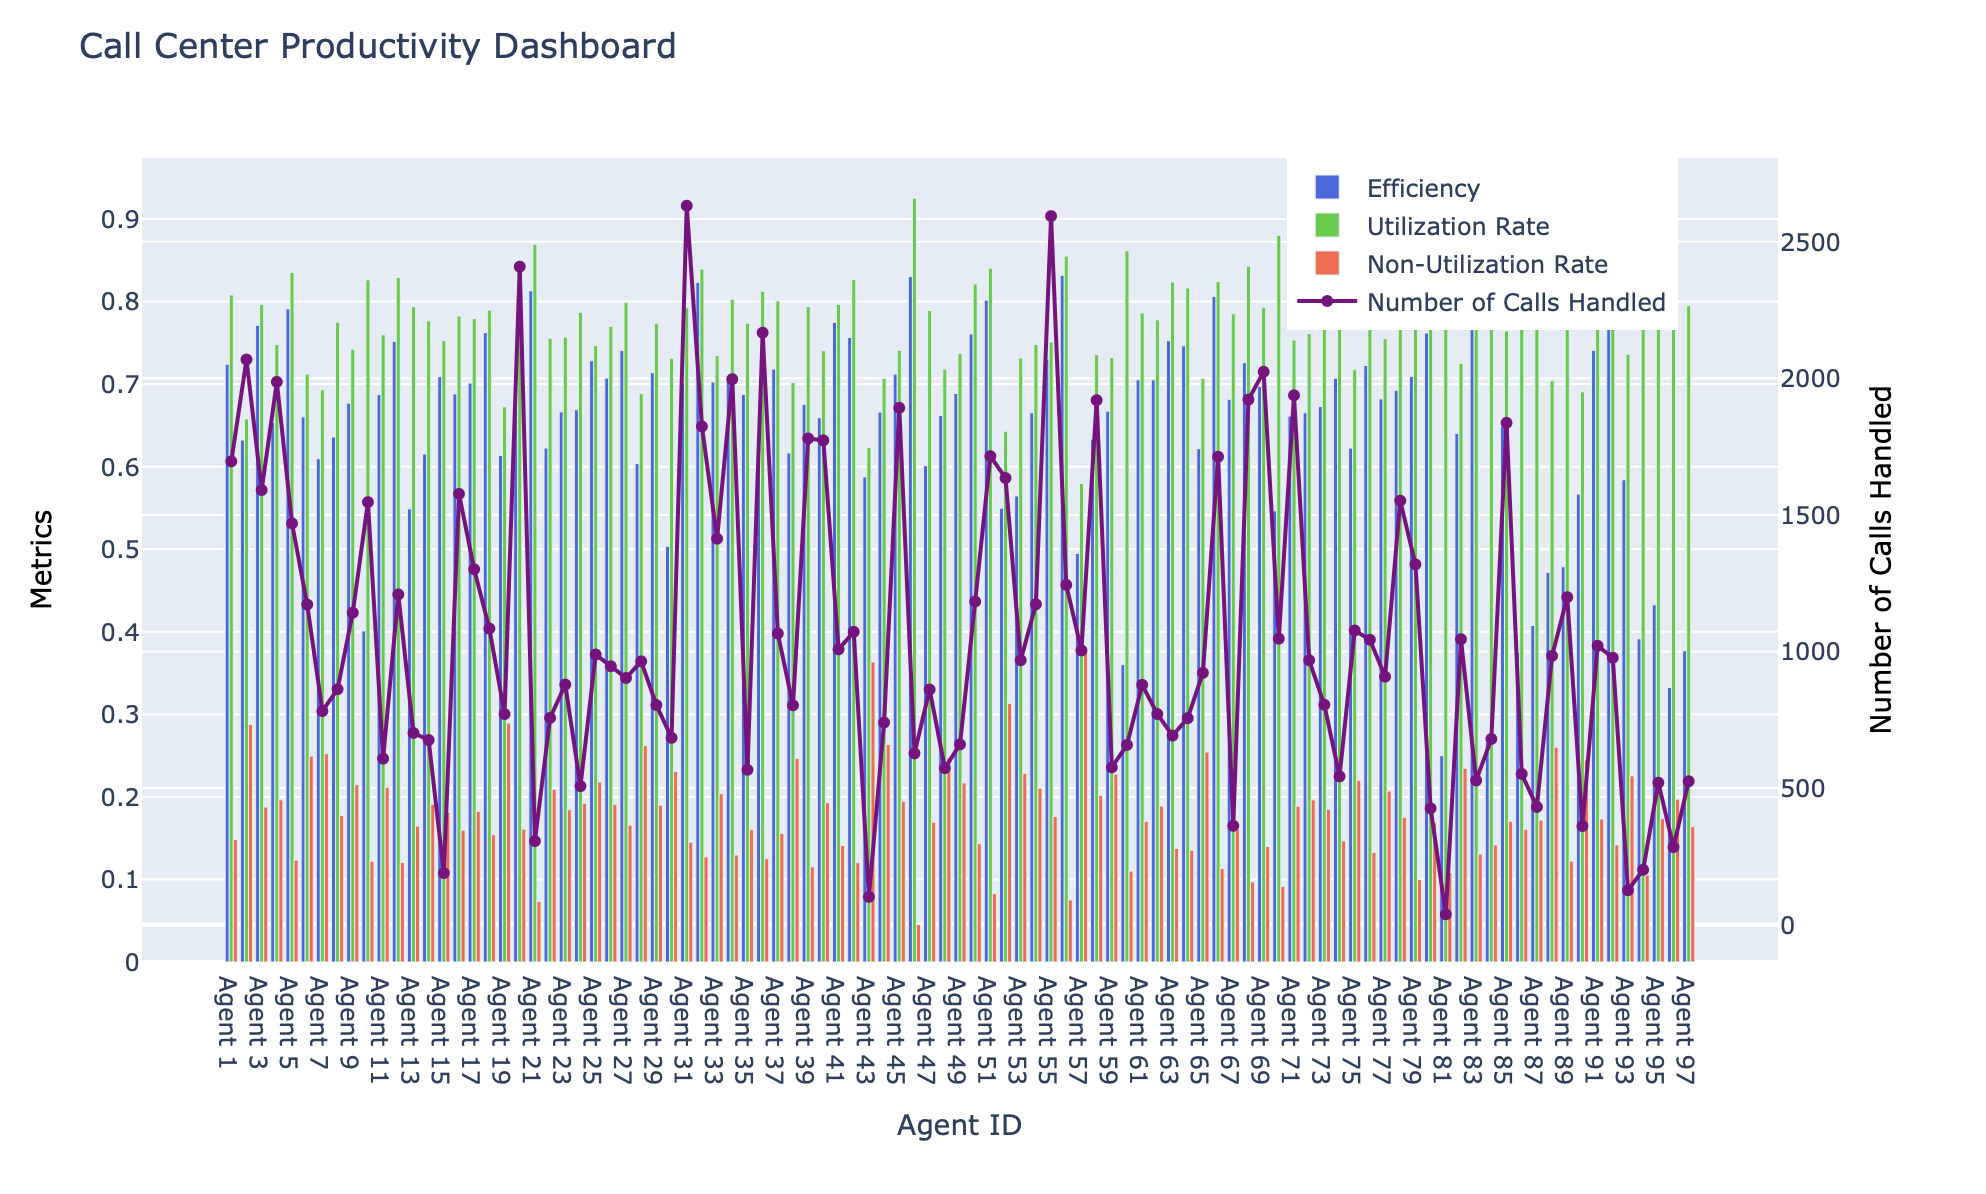 Call Center Productivity Dashboard
Efficiency
Utilization Rate
Non-Utilization Rate
Number of Calls Handled
Metrics
0.9
0.8
0.7
0.6
0.5
0.4
0.3
0.2
0.1
0
2500
2000
1500
1000
500
0
Number of Calls Handled
Agent 1
Agent 3
Agent 5
Agent 7
Agent 9
Agent 11
Agent 13
Agent 15
Agent 17
Agent 19
Agent 21
Agent 23
Agent 25
Agent 27
Agent 29
Agent 31
Agent 33
Agent 35
Agent 37
Agent 39
Agent 41
Agent 43
Agent 45
Agent 47
Agent 49
Agent 51
Agent 53
Agent 55
Agent 57
Agent 59
Agent 61
Agent 63
Agent 65
Agent 67
Agent 69
Agent 71
Agent 73
Agent 75
Agent 77
Agent 79
Agent 81
Agent 83
Agent 85
Agent 87
Agent 89
Agent 91
Agent 93
Agent 95
Agent 97
Agent ID